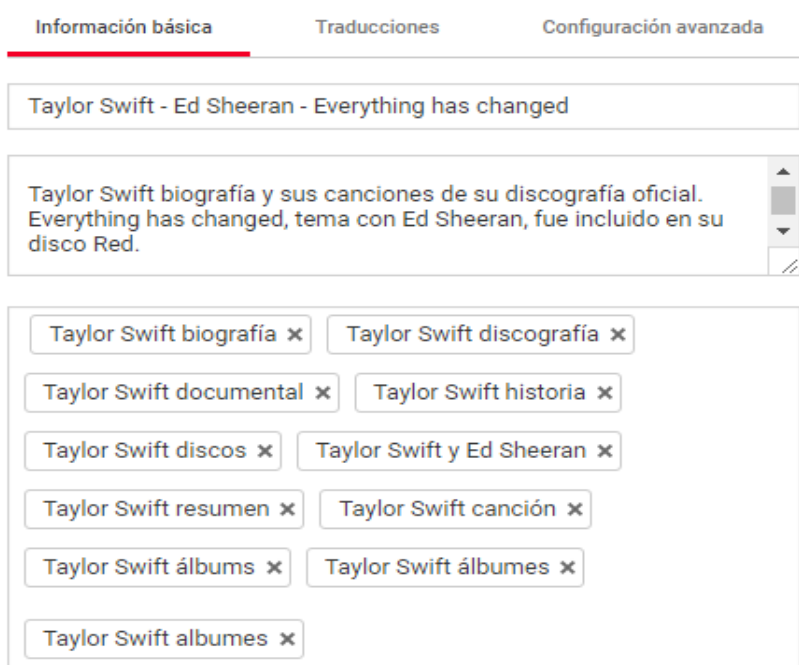 Información básica Traducciones Configuración avanzada
Taylor Swift - Ed Sheeran - Everything has changed
Taylor Swift biografía y sus canciones de su discografía oficial.
Everything has changed, tema con Ed Sheeran, fue incluido en su
disco Red.
Taylor Swift biografía × Taylor Swift discografía ×
Taylor Swift documental × Taylor Swift historia ×
Taylor Swift discos × Taylor Swift y Ed Sheeran ×
Taylor Swift resumen × Taylor Swift canción ×
Taylor Swift álbums × Taylor Swift álbumes ×
Taylor Swift albumes ×